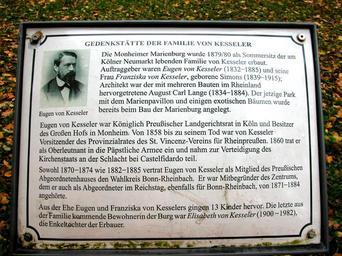 GEDENKSTÄTTE DER FAMILIE VON KESSELER
Die Monheimer Marienburg wurde 1879/80 als Sommersitz der am
Kölner Neumarkt lebenden Familie von Kesseler erbaut.
Auftraggeber waren Eugen von Kesseler (1832–1885) und seine
Frau Franziska von Kesseler, geborene Simons (1839–1915);
Architekt war der mit mehreren Bauten im Rheinland
hervorgetretene August Carl Lange (1834–1884). Der jetzige Park
mit dem Marienpavillon und einigen exotischen Bäumen wurde
bereits beim Bau der Marienburg angelegt.
Eugen von Kesseler
Eugen von Kesseler war Königlich Preußischer Landgerichtsrat in Köln und Besitzer
des Großen Hofs in Monheim. Von 1858 bis zu seinem Tod war von Kesseler
Vorsitzender des Provinzialrates des St. Vincenz-Vereins für Rheinpreußen. 1860 trat er
als Oberleutnant in die Päpstliche Armee ein und nahm zur Verteidigung des
Kirchenstaats an der Schlacht bei Castelfidardo teil.
Sowohl 1870–1874 wie 1882–1885 vertrat Eugen von Kesseler als Mitglied des Preußischen
Abgeordnetenhauses den Wahlkreis Bonn-Rheinbach. Er war Mitbegründer des Zentrums,
dem er auch als Abgeordneter im Reichstag, ebenfalls für Bonn-Rheinbach, von 1871–1884
angehörte.
Aus der Ehe Eugen und Franziska von Kesselers gingen 13 Kinder hervor. Die letzte aus
der Familie kommende Bewohnerin der Burg war Elisabeth von Kesseler (1900–1982),
die Enkeltochter der Erbauer.